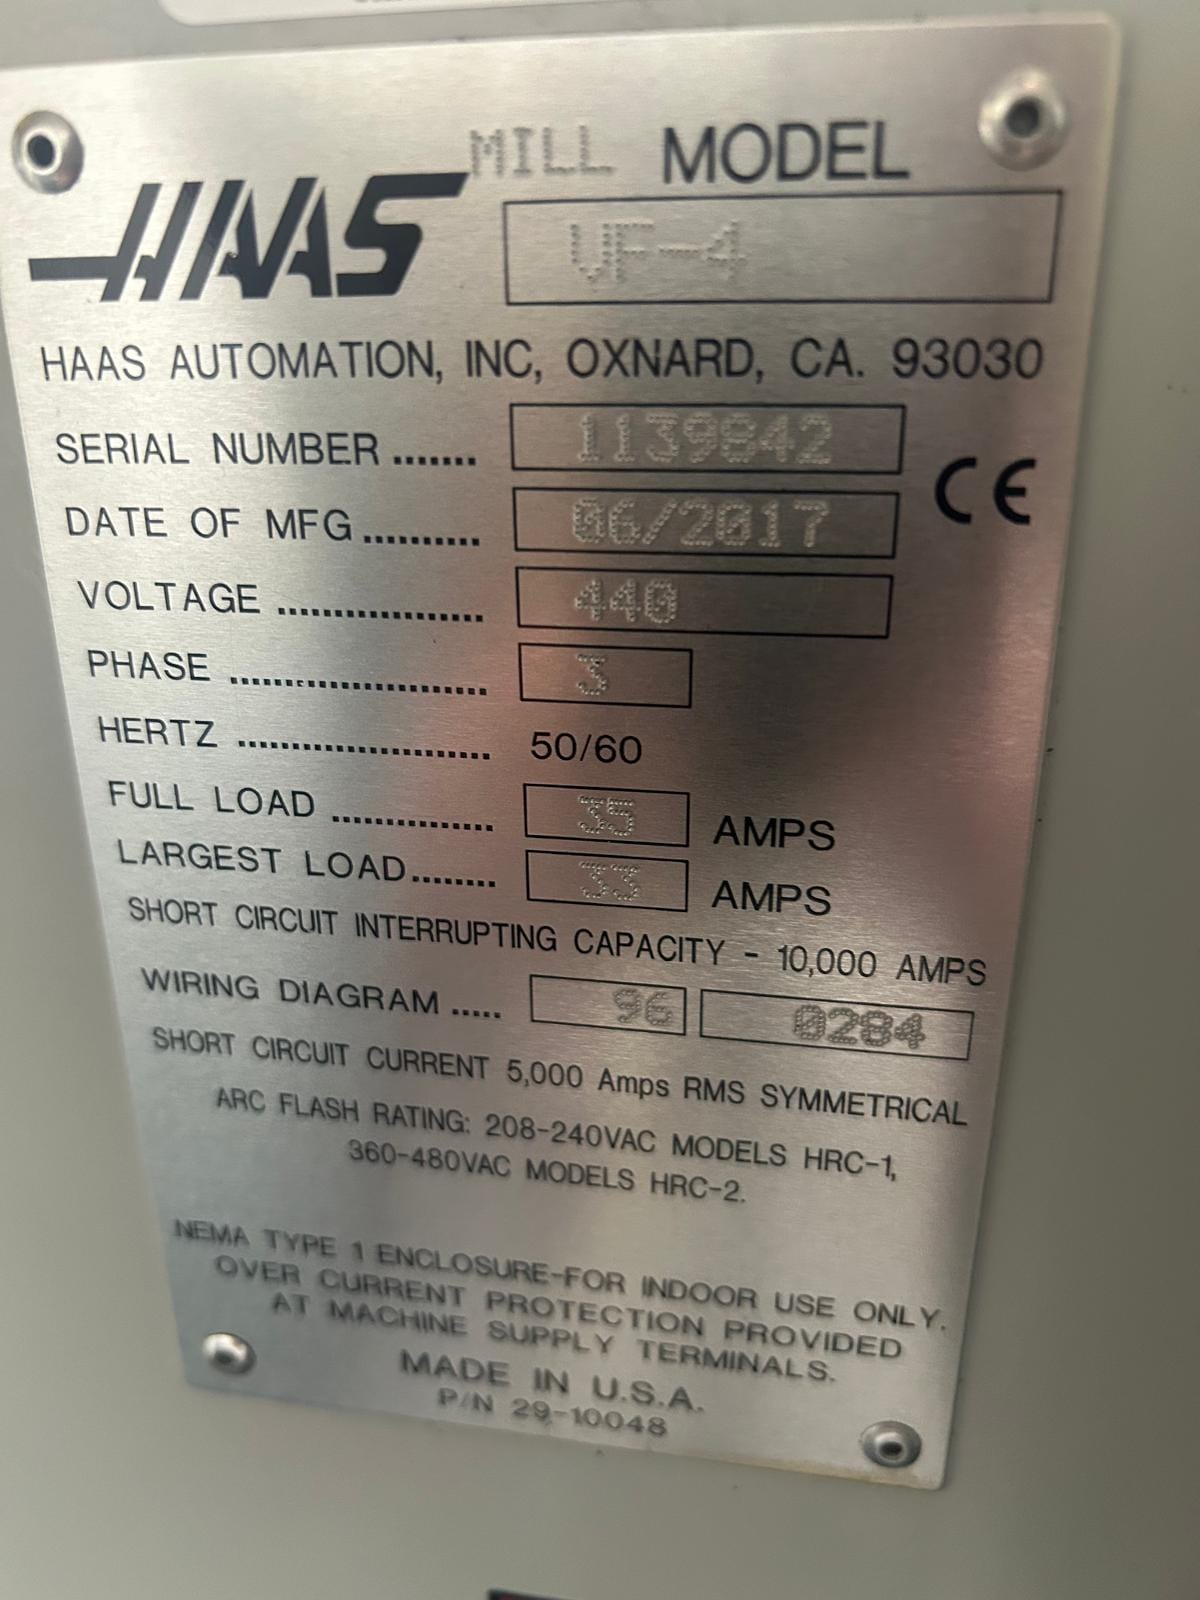 MILL MODEL
HAAS
VF-4
HAAS AUTOMATION, INC, OXNARD, CA. 93030
SERIAL NUMBER ....... 1139842
CE
DATE OF MFG .......... 06/2017
VOLTAGE .................. 440
PHASE ...................... 3
HERTZ ...................... 50/60
FULL LOAD .............. 35 AMPS
LARGEST LOAD........ 33 AMPS
SHORT CIRCUIT INTERRUPTING CAPACITY - 10,000 AMPS
WIRING DIAGRAM ..... 96 0284
SHORT CIRCUIT CURRENT 5,000 Amps RMS SYMMETRICAL
ARC FLASH RATING: 208-240VAC MODELS HRC-1,
360-480VAC MODELS HRC-2.
NEMA TYPE 1 ENCLOSURE-FOR INDOOR USE ONLY.
OVER CURRENT PROTECTION PROVIDED
AT MACHINE SUPPLY TERMINALS.
MADE IN U.S.A.
P/N 29-10048